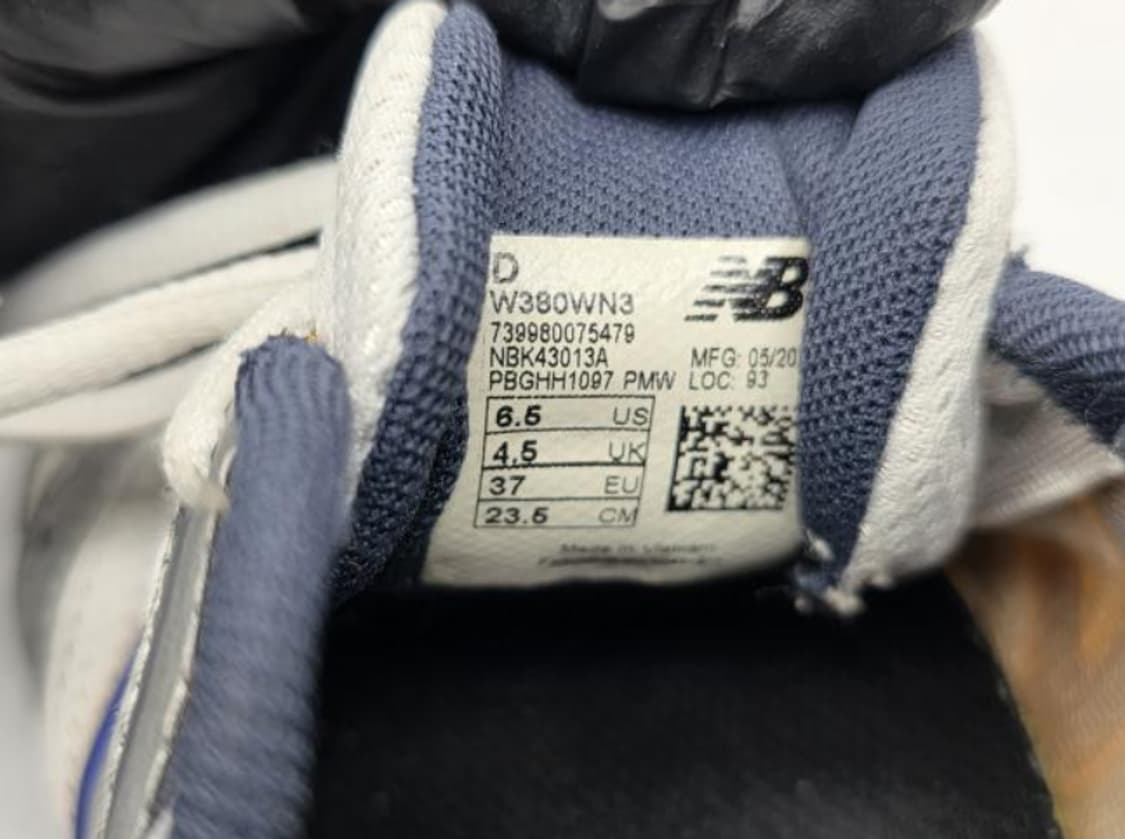 D
NB
W380WN3
739980075479
NBK43013A MFG: 05/20
PBGHH1097 PMW LOC: 93
6.5 US
4.5 UK
37 EU
23.5 CM
Made in Vietnam